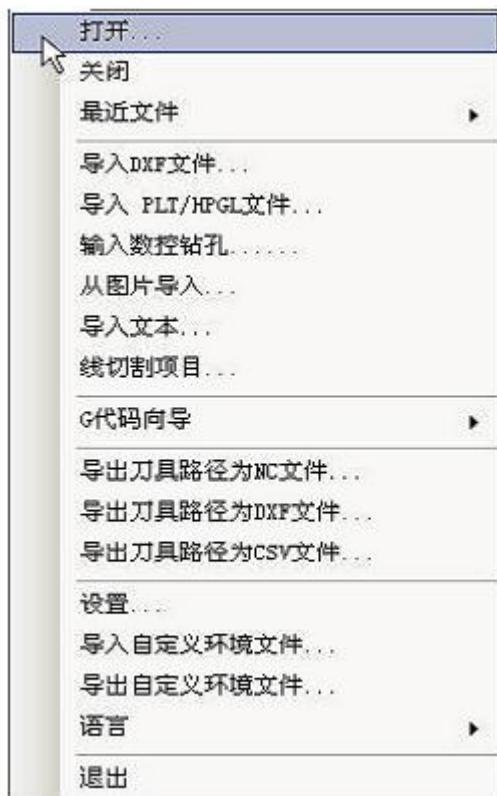 打开...
关闭
最近文件
导入DXF文件...
导入 PLT/HPGL文件...
输入数控钻孔......
从图片导入...
导入文本...
线切割项目...
G代码向导
导出刀具路径为NC文件...
导出刀具路径为DXF文件...
导出刀具路径为CSV文件...
设置...
导入自定义环境文件...
导出自定义环境文件...
语言
退出